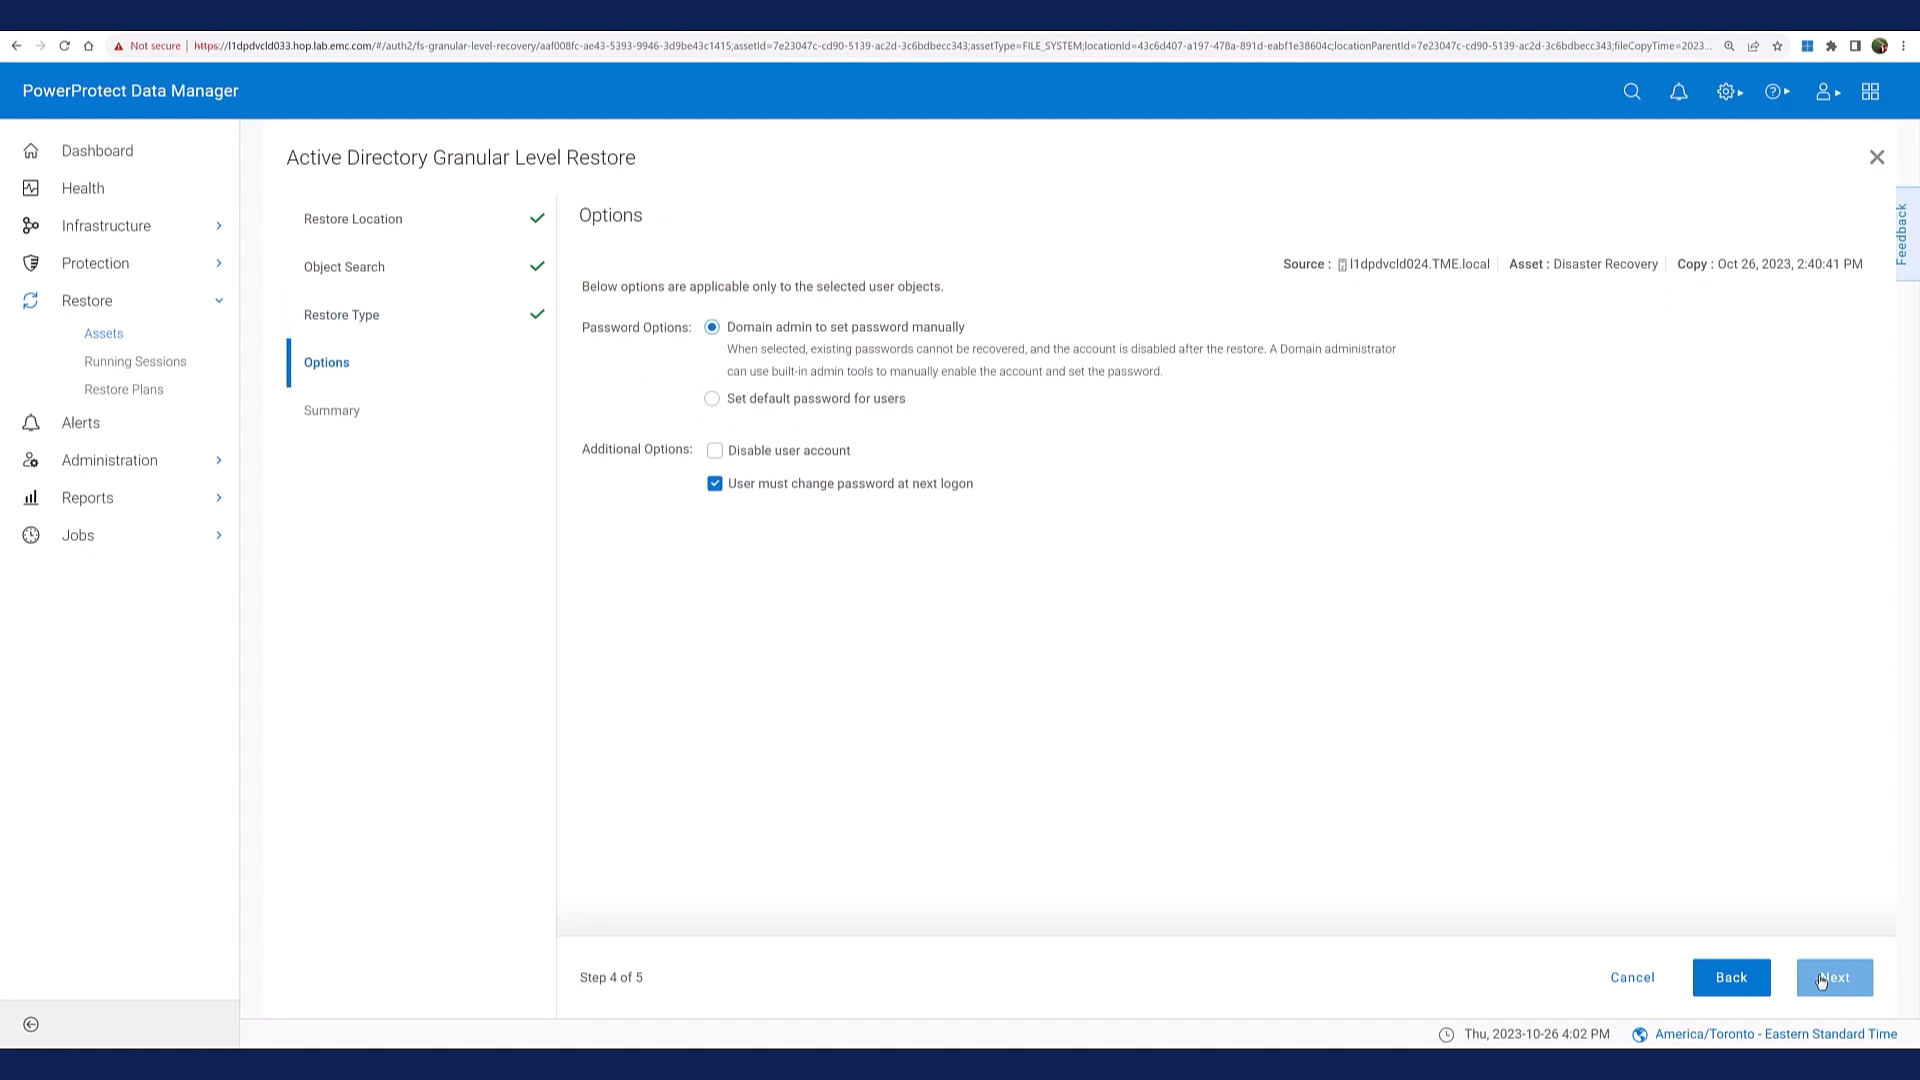 Not secure
https://l1dpdvcld033.hop.lab.emc.com/#/auth2/fs-granular-level-recovery/aaf008fc-ae43-5393-9946-3d9be43c1415;assetId=7e23047c-cd90-5139-ac2d-3c6bdbecc343;assetType=FILE_SYSTEM;locationId=43c6d407-a197-478a-891d-eabf1e38604c;locationParentId=7e23047c-cd90-5139-ac2d-3c6bdbecc343;fileCopyTime=2023...
PowerProtect Data Manager
Dashboard
Health
Infrastructure
Protection
Restore
Assets
Running Sessions
Restore Plans
Alerts
Administration
Reports
Jobs
Active Directory Granular Level Restore
Restore Location
Object Search
Restore Type
Options
Summary
Options
Source : l1dpdvcld024.TME.local Asset : Disaster Recovery Copy : Oct 26, 2023, 2:40:41 PM
Below options are applicable only to the selected user objects.
Password Options: Domain admin to set password manually
When selected, existing passwords cannot be recovered, and the account is disabled after the restore. A Domain administrator
can use built-in admin tools to manually enable the account and set the password.
Set default password for users
Additional Options: Disable user account
User must change password at next logon
Feedback
Step 4 of 5
Cancel
Back
Next
Thu, 2023-10-26 4:02 PM
America/Toronto - Eastern Standard Time